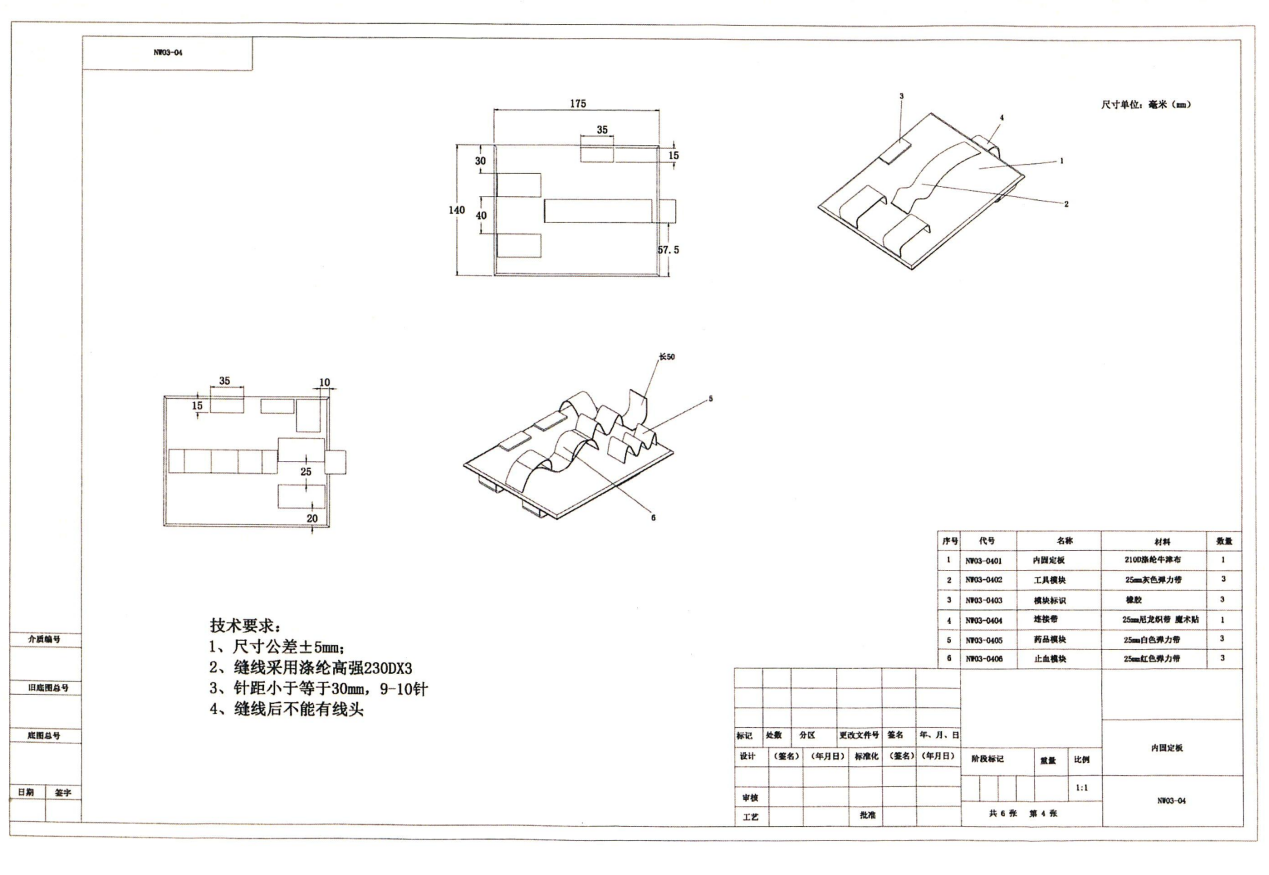 NW03-04
尺寸单位：毫米（mm）
175
35
15
30
140
40
57.5
3
4
1
2
35
10
15
25
20
长50
5
6
技术要求：
1、尺寸公差±5mm；
2、缝线采用涤纶高强230DX3
3、针距小于等于30mm，9-10针
4、缝线后不能有线头
序号 代号 名称 材料 数量
1 NW03-0401 内固定板 210D涤纶牛津布 1
2 NW03-0402 工具模块 25mm灰色弹力带 3
3 NW03-0403 模块标识 橡胶 3
4 NW03-0404 连接带 25mm尼龙织带 魔术贴 1
5 NW03-0405 药品模块 25mm白色弹力带 3
6 NW03-0406 止血模块 25mm红色弹力带 3
介质编号
旧底图总号
底图总号
日期 签字
标记 处数 分区 更改文件号 签名 年、月、日
设计 （签名） （年月日） 标准化 （签名） （年月日）
审核
工艺 批准
阶段标记 重量 比例
1:1
共 6 张 第 4 张
内固定板
NW03-04